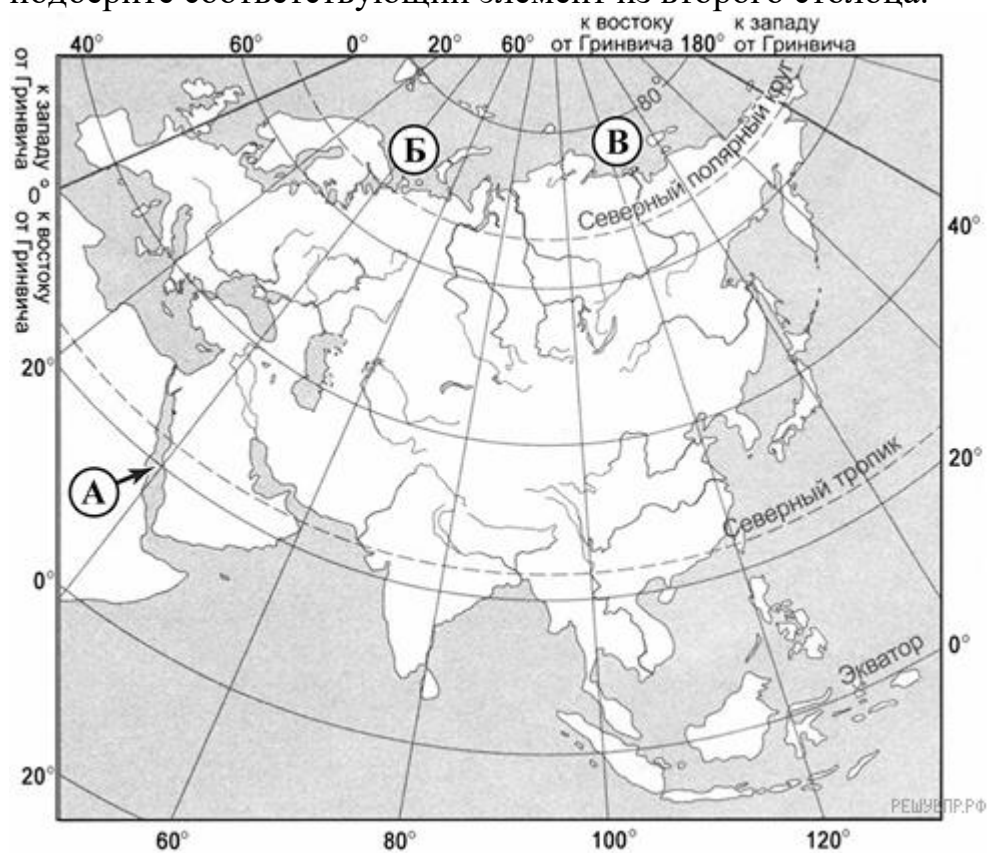 подберите соответствующий элемент из второго столбца.
к востоку к западу
40° 60° 0° 20° 60° от Гринвича 180° от Гринвича
к западу
от Гринвича
0°
к востоку
от Гринвича
80
Б
В
Северный полярный круг
40°
20°
А
20°
Северный тропик
0°
0°
Экватор
20°
РЕШУВПР.РФ
60° 80° 100° 120°